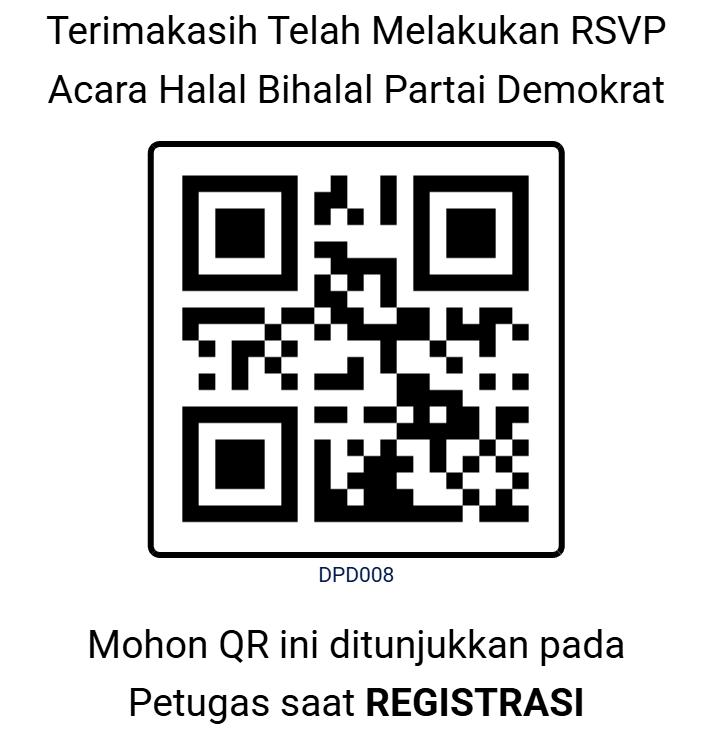 Terimakasih Telah Melakukan RSVP
Acara Halal Bihalal Partai Demokrat
DPD008
Mohon QR ini ditunjukkan pada
Petugas saat REGISTRASI